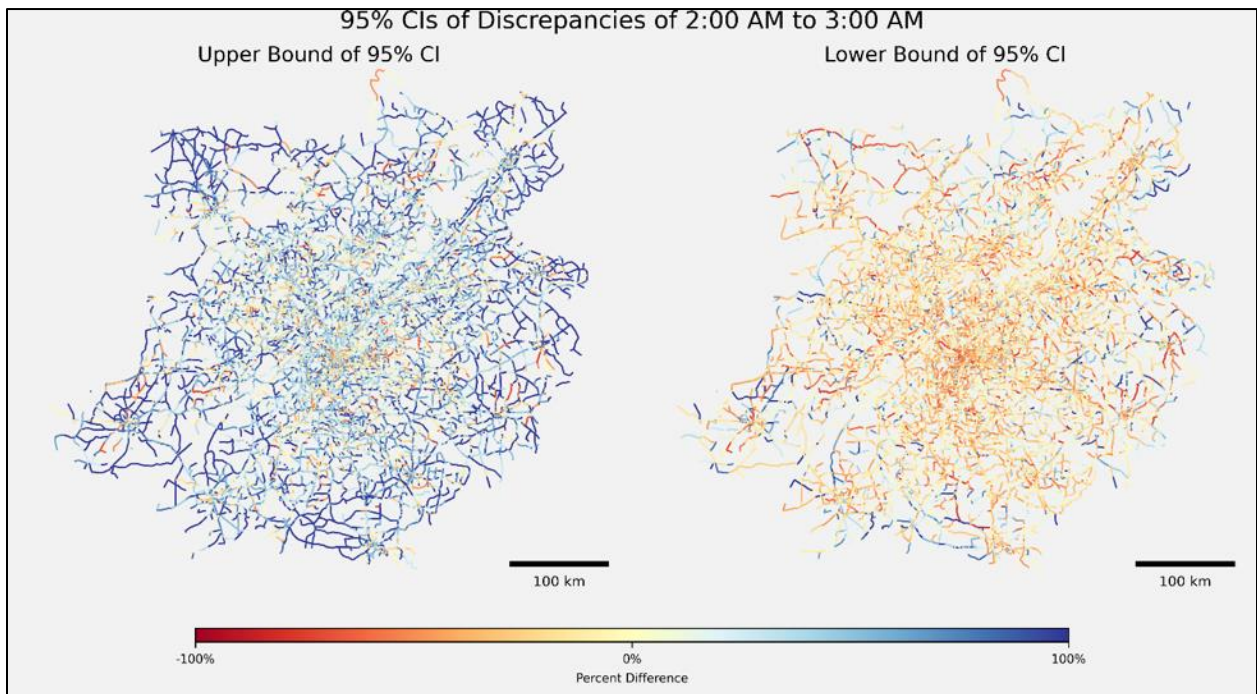 95% CIs of Discrepancies of 2:00 AM to 3:00 AM
Upper Bound of 95% CI
Lower Bound of 95% CI
100 km
100 km
-100%
0%
100%
Percent Difference